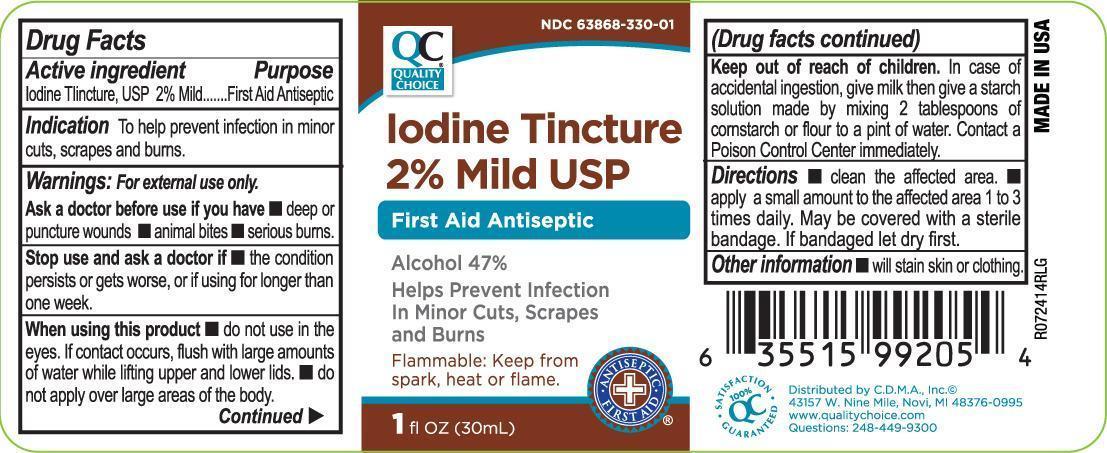 Drug Facts
Active ingredient Purpose
Iodine TIincture, USP 2% Mild.......First Aid Antiseptic
Indication To help prevent infection in minor
cuts, scrapes and burns.
Warnings: For external use only.
Ask a doctor before use if you have ■ deep or
puncture wounds ■ animal bites ■ serious burns.
Stop use and ask a doctor if ■ the condition
persists or gets worse, or if using for longer than
one week.
When using this product ■ do not use in the
eyes. If contact occurs, flush with large amounts
of water while lifting upper and lower lids. ■ do
not apply over large areas of the body.
Continued ▶
NDC 63868-330-01
QC®
QUALITY
CHOICE
Iodine Tincture
2% Mild USP
First Aid Antiseptic
Alcohol 47%
Helps Prevent Infection
In Minor Cuts, Scrapes
and Burns
Flammable: Keep from
spark, heat or flame.
ANTISEPTIC
FIRST AID
®
1 fl OZ (30mL)
(Drug facts continued)
Keep out of reach of children. In case of
accidental ingestion, give milk then give a starch
solution made by mixing 2 tablespoons of
cornstarch or flour to a pint of water. Contact a
Poison Control Center immediately.
Directions ■ clean the affected area. ■
apply a small amount to the affected area 1 to 3
times daily. May be covered with a sterile
bandage. If bandaged let dry first.
Other information ■ will stain skin or clothing.
MADE IN USA
R072414RLG
6 35515 99205 4
SATISFACTION
100%
QC
GUARANTEED
Distributed by C.D.M.A., Inc.©
43157 W. Nine Mile, Novi, MI 48376-0995
www.qualitychoice.com
Questions: 248-449-9300